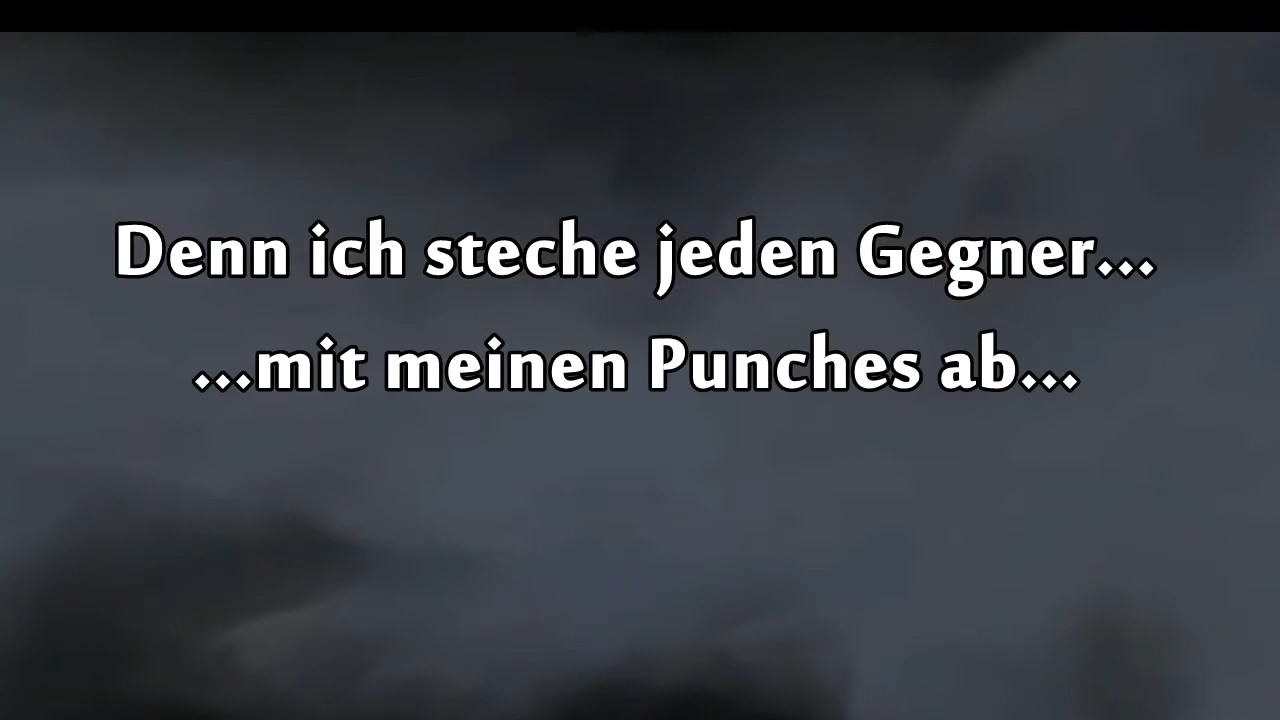 Denn ich steche jeden Gegner...
...mit meinen Punches ab...